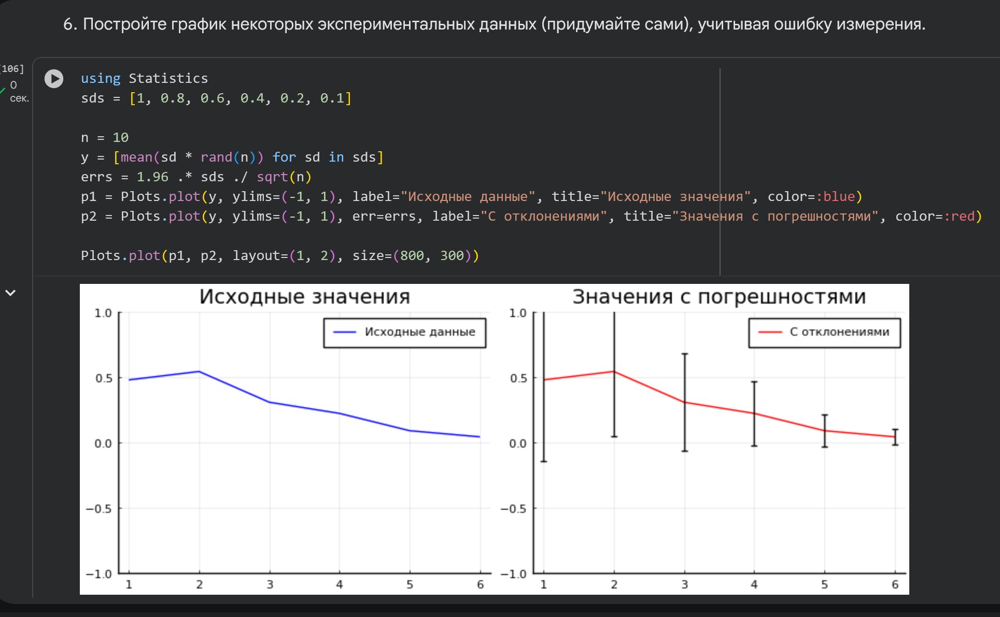 6. Постройте график некоторых экспериментальных данных (придумайте сами), учитывая ошибку измерения.
[106]
0
сек.
using Statistics
sds = [1, 0.8, 0.6, 0.4, 0.2, 0.1]
n = 10
y = [mean(sd * rand(n)) for sd in sds]
errs = 1.96 .* sds ./ sqrt(n)
p1 = Plots.plot(y, ylims=(-1, 1), label="Исходные данные", title="Исходные значения", color=:blue)
p2 = Plots.plot(y, ylims=(-1, 1), err=errs, label="С отклонениями", title="Значения с погрешностями", color=:red)
Plots.plot(p1, p2, layout=(1, 2), size=(800, 300))
Исходные значения
1.0
0.5
0.0
−0.5
−1.0
Исходные данные
1 2 3 4 5 6
Значения с погрешностями
1.0
0.5
0.0
−0.5
−1.0
С отклонениями
1 2 3 4 5 6